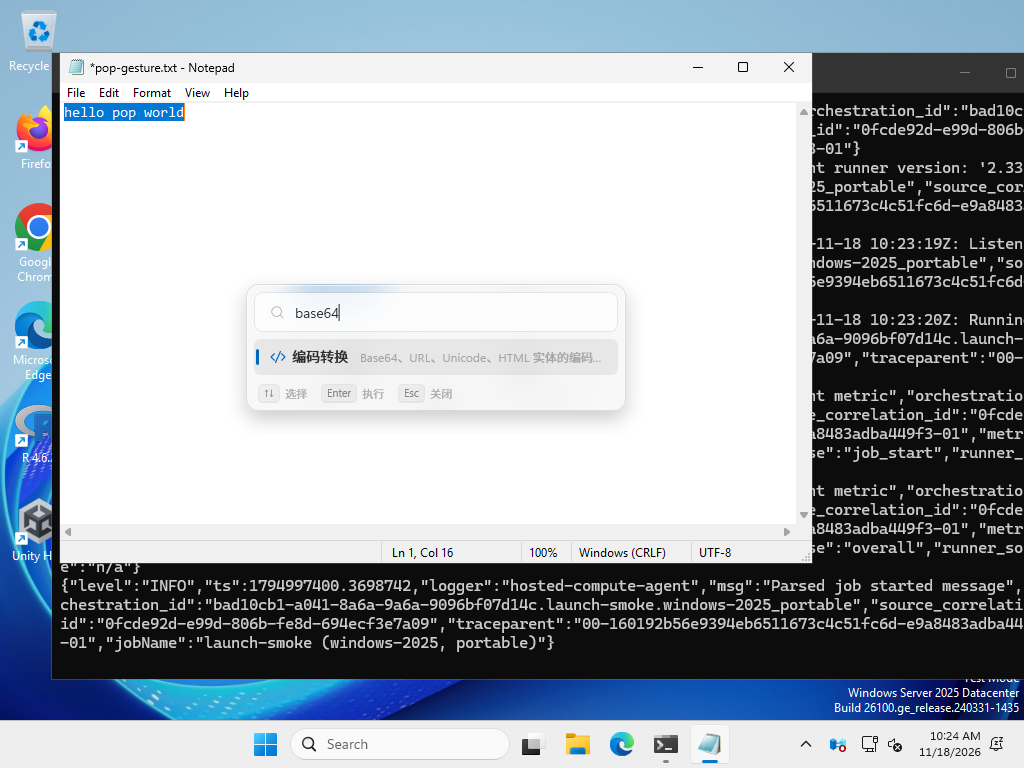 Recycle
Firefo
Googl
Chrom
Micros
Edge
R 4.6.
Unity H
*pop-gesture.txt - Notepad
File Edit Format View Help
hello pop world
base64
</> 编码转换 Base64、URL、Unicode、HTML 实体的编码...
↑↓ 选择 Enter 执行 Esc 关闭
Ln 1, Col 16 100% Windows (CRLF) UTF-8
rchestration_id":"bad10c
_id":"0fcde92d-e99d-806b
3-01"}
nt runner version: '2.33
25_portable","source_cor
6511673c4c51fc6d-e9a8483
-11-18 10:23:19Z: Listen
ndows-2025_portable","so
6e9394eb6511673c4c51fc6d
-11-18 10:23:20Z: Runnin
a6a-9096bf07d14c.launch-
7a09","traceparent":"00-
nt metric","orchestratio
e_correlation_id":"0fcde
a8483adba449f3-01","metr
se":"job_start","runner_
nt metric","orchestratio
e_correlation_id":"0fcde
a8483adba449f3-01","metr
se":"overall","runner_so
e":"n/a"}
{"level":"INFO","ts":1794997400.3698742,"logger":"hosted-compute-agent","msg":"Parsed job started message",
chestration_id":"bad10cb1-a041-8a6a-9a6a-9096bf07d14c.launch-smoke.windows-2025_portable","source_correlati
id":"0fcde92d-e99d-806b-fe8d-694ecf3e7a09","traceparent":"00-160192b56e9394eb6511673c4c51fc6d-e9a8483adba44
-01","jobName":"launch-smoke (windows-2025, portable)"}
Test Mode
Windows Server 2025 Datacenter
Build 26100.ge_release.240331-1435
Search
10:24 AM
11/18/2026